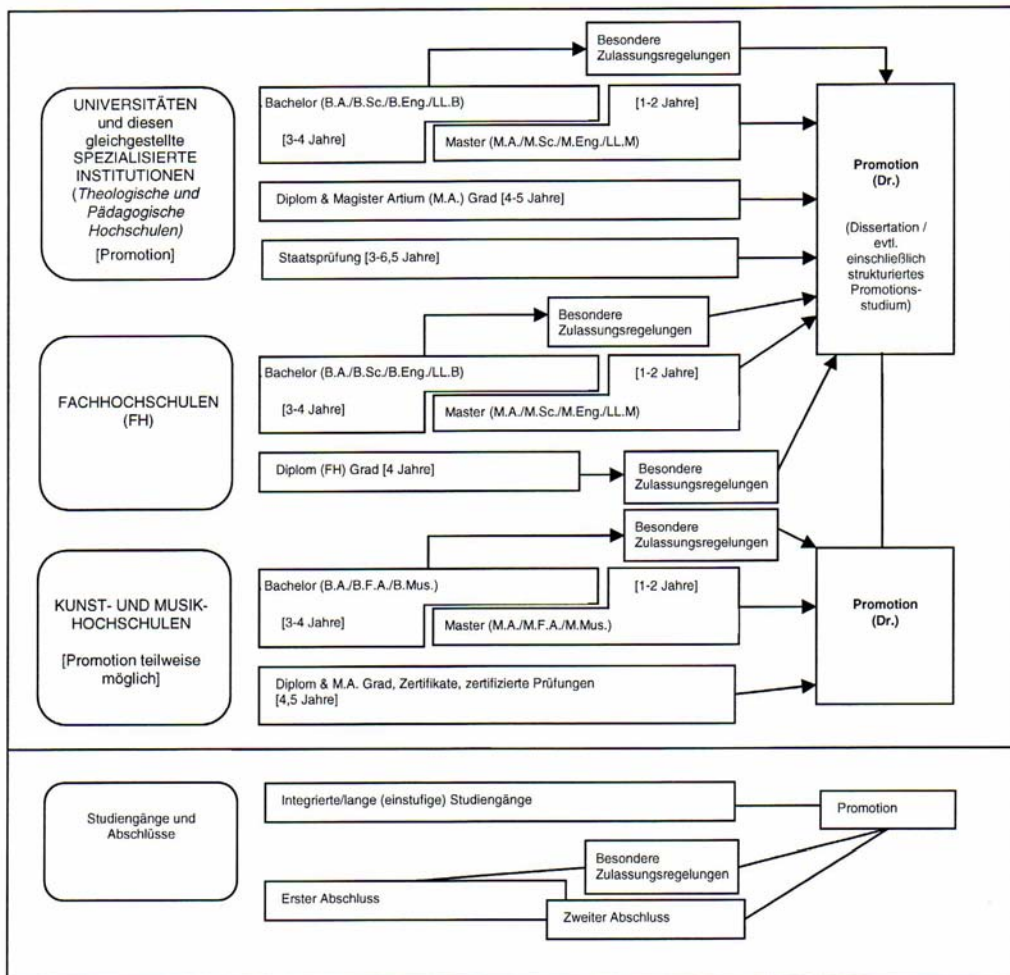 Besondere
Zulassungsregelungen
UNIVERSITÄTEN
und diesen
gleichgestellte
SPEZIALISIERTE
INSTITUTIONEN
(Theologische und
Pädagogische
Hochschulen)
[Promotion]
Bachelor (B.A./B.Sc./B.Eng./LL.B)
[3-4 Jahre]
[1-2 Jahre]
Master (M.A./M.Sc./M.Eng./LL.M)
Diplom & Magister Artium (M.A.) Grad [4-5 Jahre]
Staatsprüfung [3-6,5 Jahre]
Promotion
(Dr.)
(Dissertation /
evtl.
einschließlich
strukturiertes
Promotions-
studium)
FACHHOCHSCHULEN
(FH)
Besondere
Zulassungsregelungen
Bachelor (B.A./B.Sc./B.Eng./LL.B)
[3-4 Jahre]
[1-2 Jahre]
Master (M.A./M.Sc./M.Eng./LL.M)
Diplom (FH) Grad [4 Jahre]
Besondere
Zulassungsregelungen
KUNST- UND MUSIK-
HOCHSCHULEN
[Promotion teilweise
möglich]
Besondere
Zulassungsregelungen
Bachelor (B.A./B.F.A./B.Mus.)
[3-4 Jahre]
[1-2 Jahre]
Master (M.A./M.F.A./M.Mus.)
Diplom & M.A. Grad, Zertifikate, zertifizierte Prüfungen
[4,5 Jahre]
Promotion
(Dr.)
Studiengänge und
Abschlüsse
Integrierte/lange (einstufige) Studiengänge
Promotion
Besondere
Zulassungsregelungen
Erster Abschluss
Zweiter Abschluss